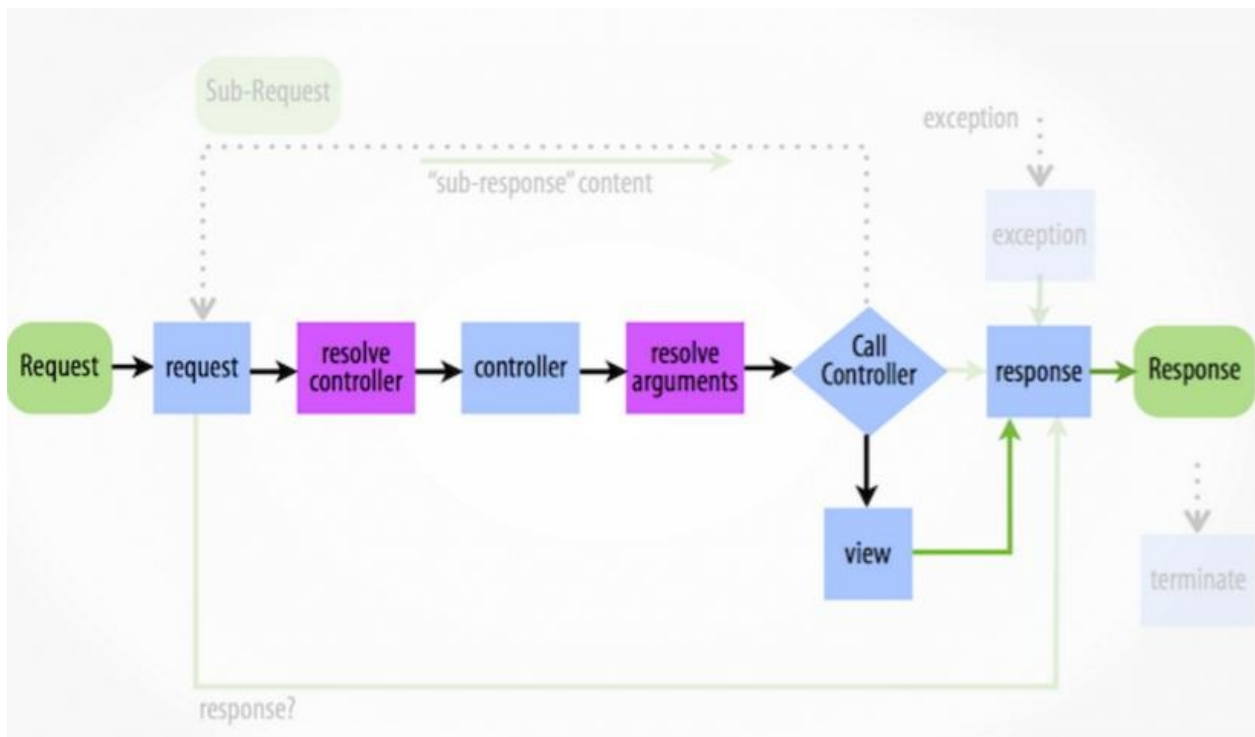 Sub-Request
exception
“sub-response” content
exception
Request
request
resolve
controller
controller
resolve
arguments
Call
Controller
response
Response
view
terminate
response?